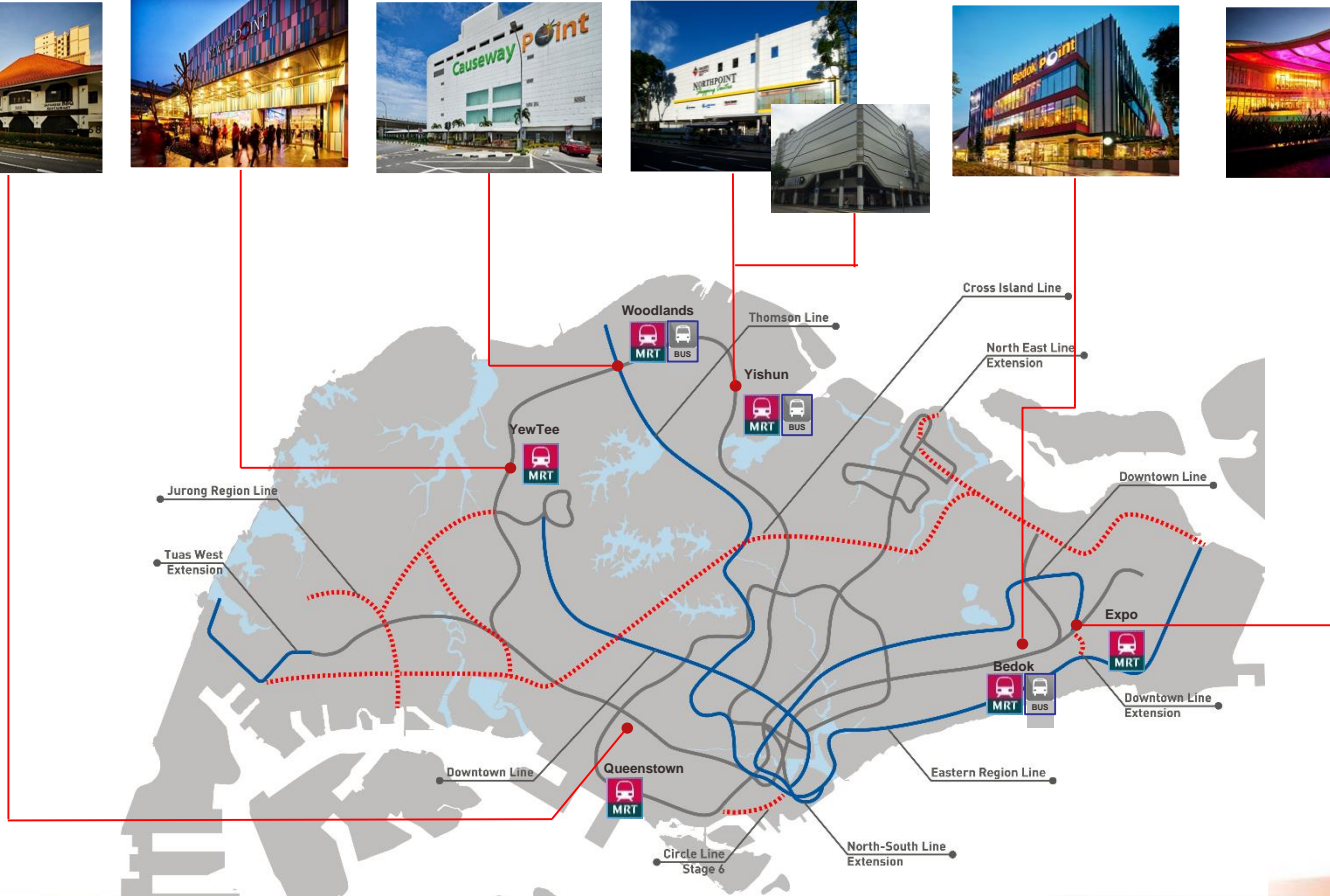 Causeway
Point
NORTHPOINT
Shopping Centre
Bedok Point
Cross Island Line
Woodlands
Thomson Line
MRT
BUS
North East Line
Extension
Yishun
MRT
BUS
YewTee
MRT
Downtown Line
Jurong Region Line
Tuas West
Extension
Expo
MRT
Bedok
MRT
BUS
Downtown Line
Extension
Queenstown
MRT
Downtown Line
Eastern Region Line
North-South Line
Extension
Circle Line
Stage 6